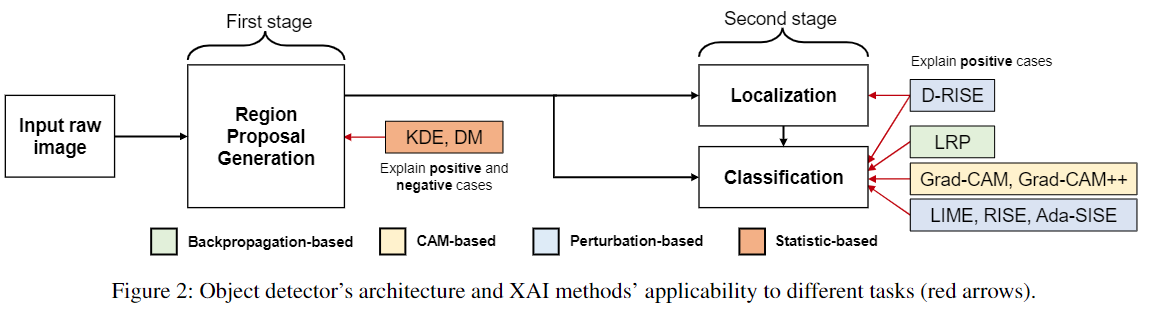 First stage
Second stage
Input raw
image
Region
Proposal
Generation
KDE, DM
Explain positive and
negative cases
Localization
Classification
Explain positive cases
D-RISE
LRP
Grad-CAM, Grad-CAM++
LIME, RISE, Ada-SISE
Backpropagation-based
CAM-based
Perturbation-based
Statistic-based
Figure 2: Object detector's architecture and XAI methods' applicability to different tasks (red arrows).